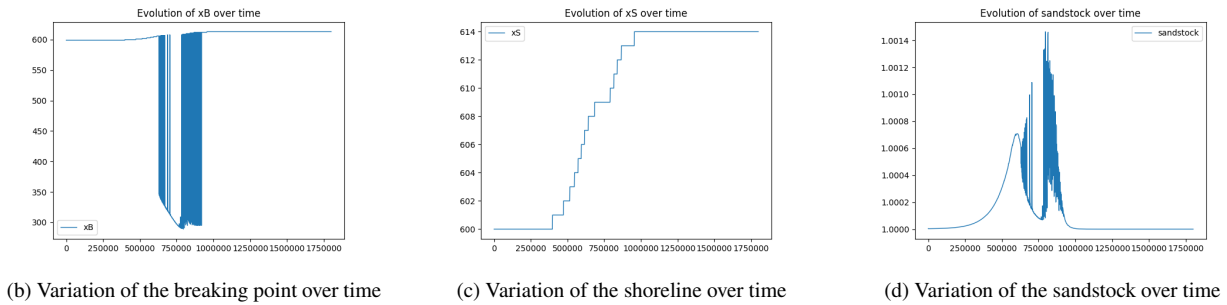 Evolution of xB over time
600
550
500
450
400
350
300
xB
0 250000 500000 750000 1000000 1250000 1500000 1750000
(b) Variation of the breaking point over time
Evolution of xS over time
xS
614
612
610
608
606
604
602
600
0 250000 500000 750000 1000000 1250000 1500000 1750000
(c) Variation of the shoreline over time
Evolution of sandstock over time
sandstock
1.0014
1.0012
1.0010
1.0008
1.0006
1.0004
1.0002
1.0000
0 250000 500000 750000 1000000 1250000 1500000 1750000
(d) Variation of the sandstock over time